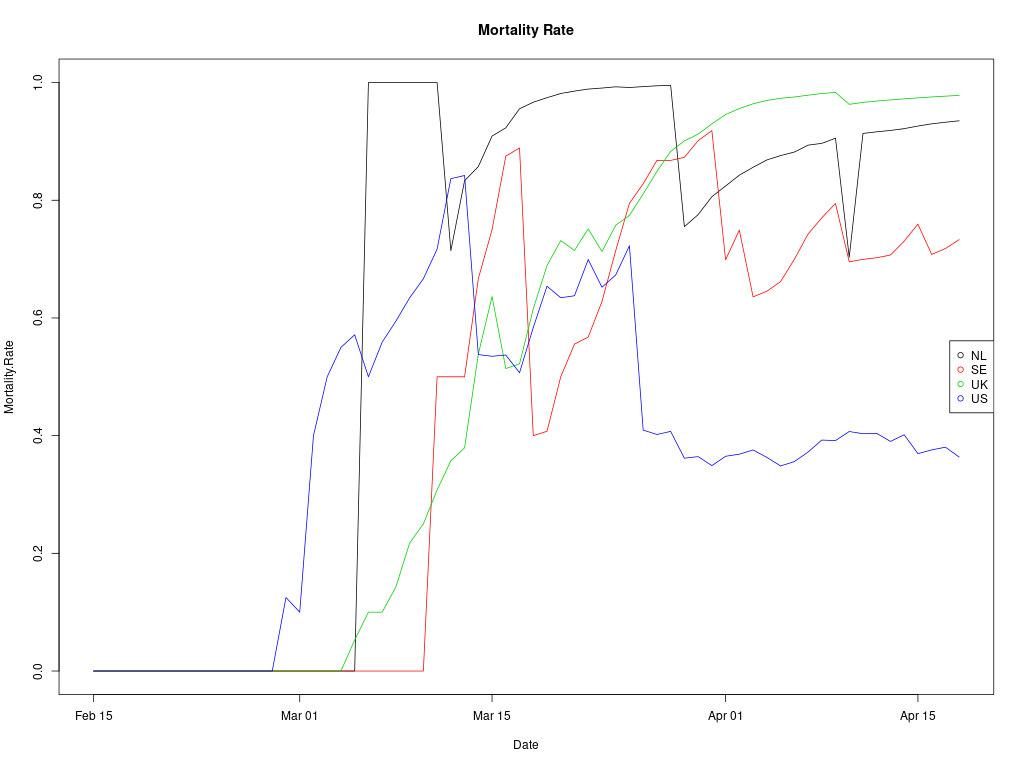 Mortality Rate
1.0
0.8
0.6
0.4
0.2
0.0
Mortality.Rate
NL
SE
UK
US
Feb 15
Mar 01
Mar 15
Apr 01
Apr 15
Date